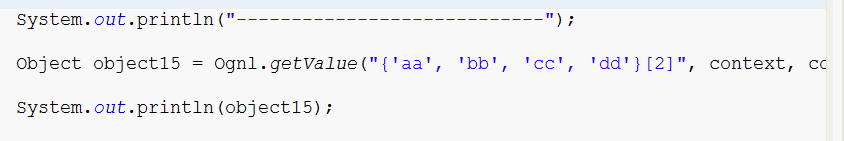 System.out.println("----------------------------");
Object object15 = Ognl.getValue("{'aa', 'bb', 'cc', 'dd'}[2]", context, co
System.out.println(object15);